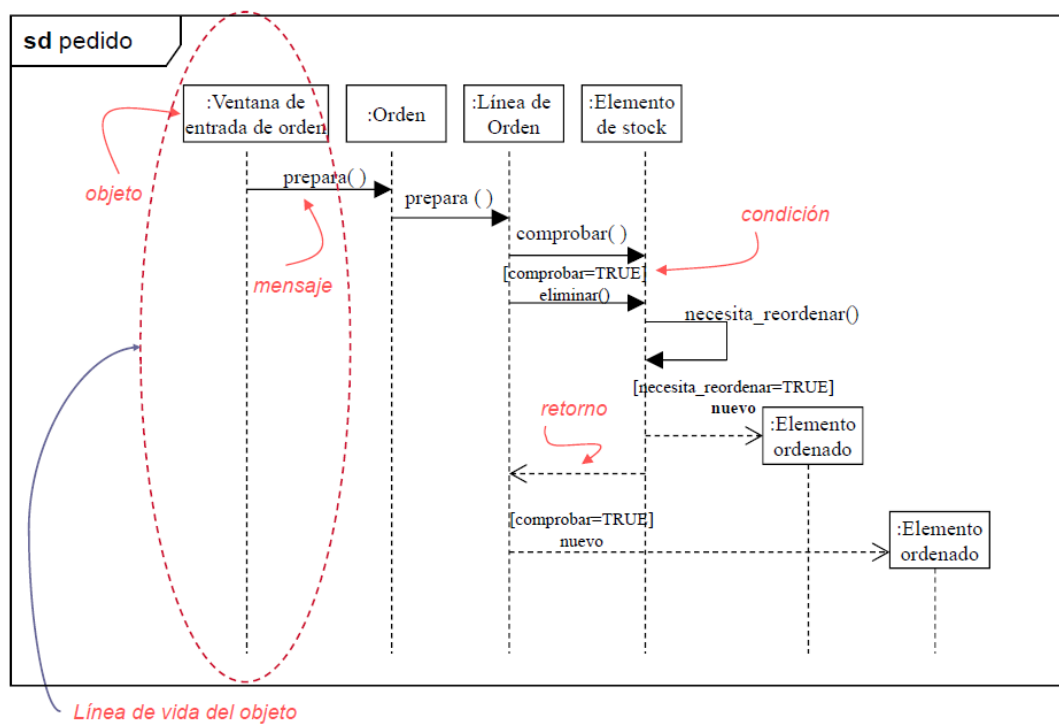 sd pedido
:Ventana de
entrada de orden
:Orden
:Línea de
Orden
:Elemento
de stock
objeto
prepara( )
prepara ( )
mensaje
condición
comprobar( )
[comprobar=TRUE]
eliminar()
necesita_reordenar()
[necesita_reordenar=TRUE]
nuevo
retorno
:Elemento
ordenado
[comprobar=TRUE]
nuevo
:Elemento
ordenado
Línea de vida del objeto